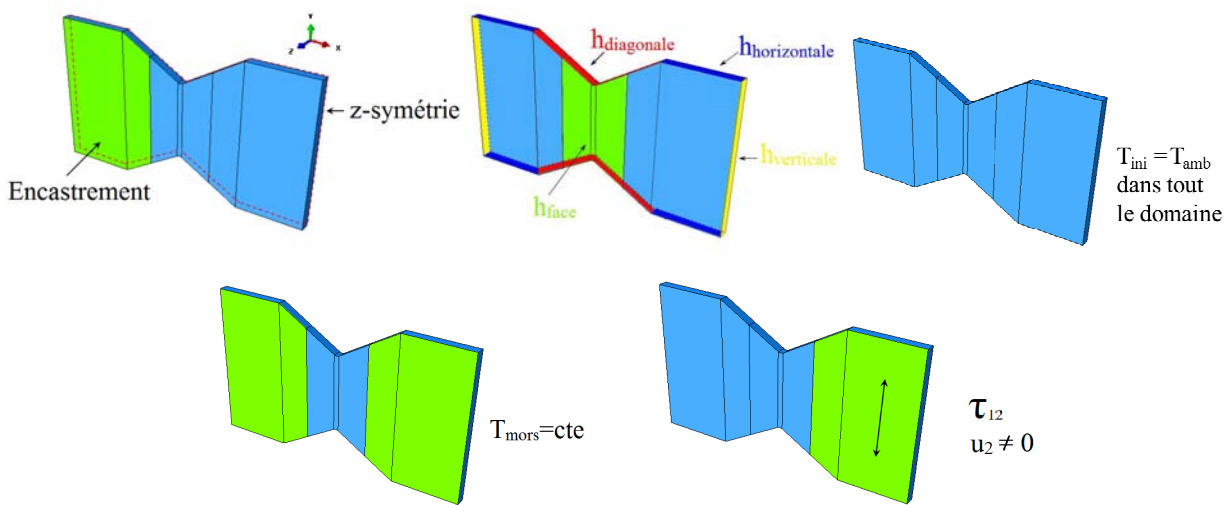 Y
Z
X
z-symétrie
Encastrement
hdiagonale
hhorizontale
hverticale
hface
Tini =Tamb
dans tout
le domaine
Tmors=cte
τ12
u2 ≠ 0